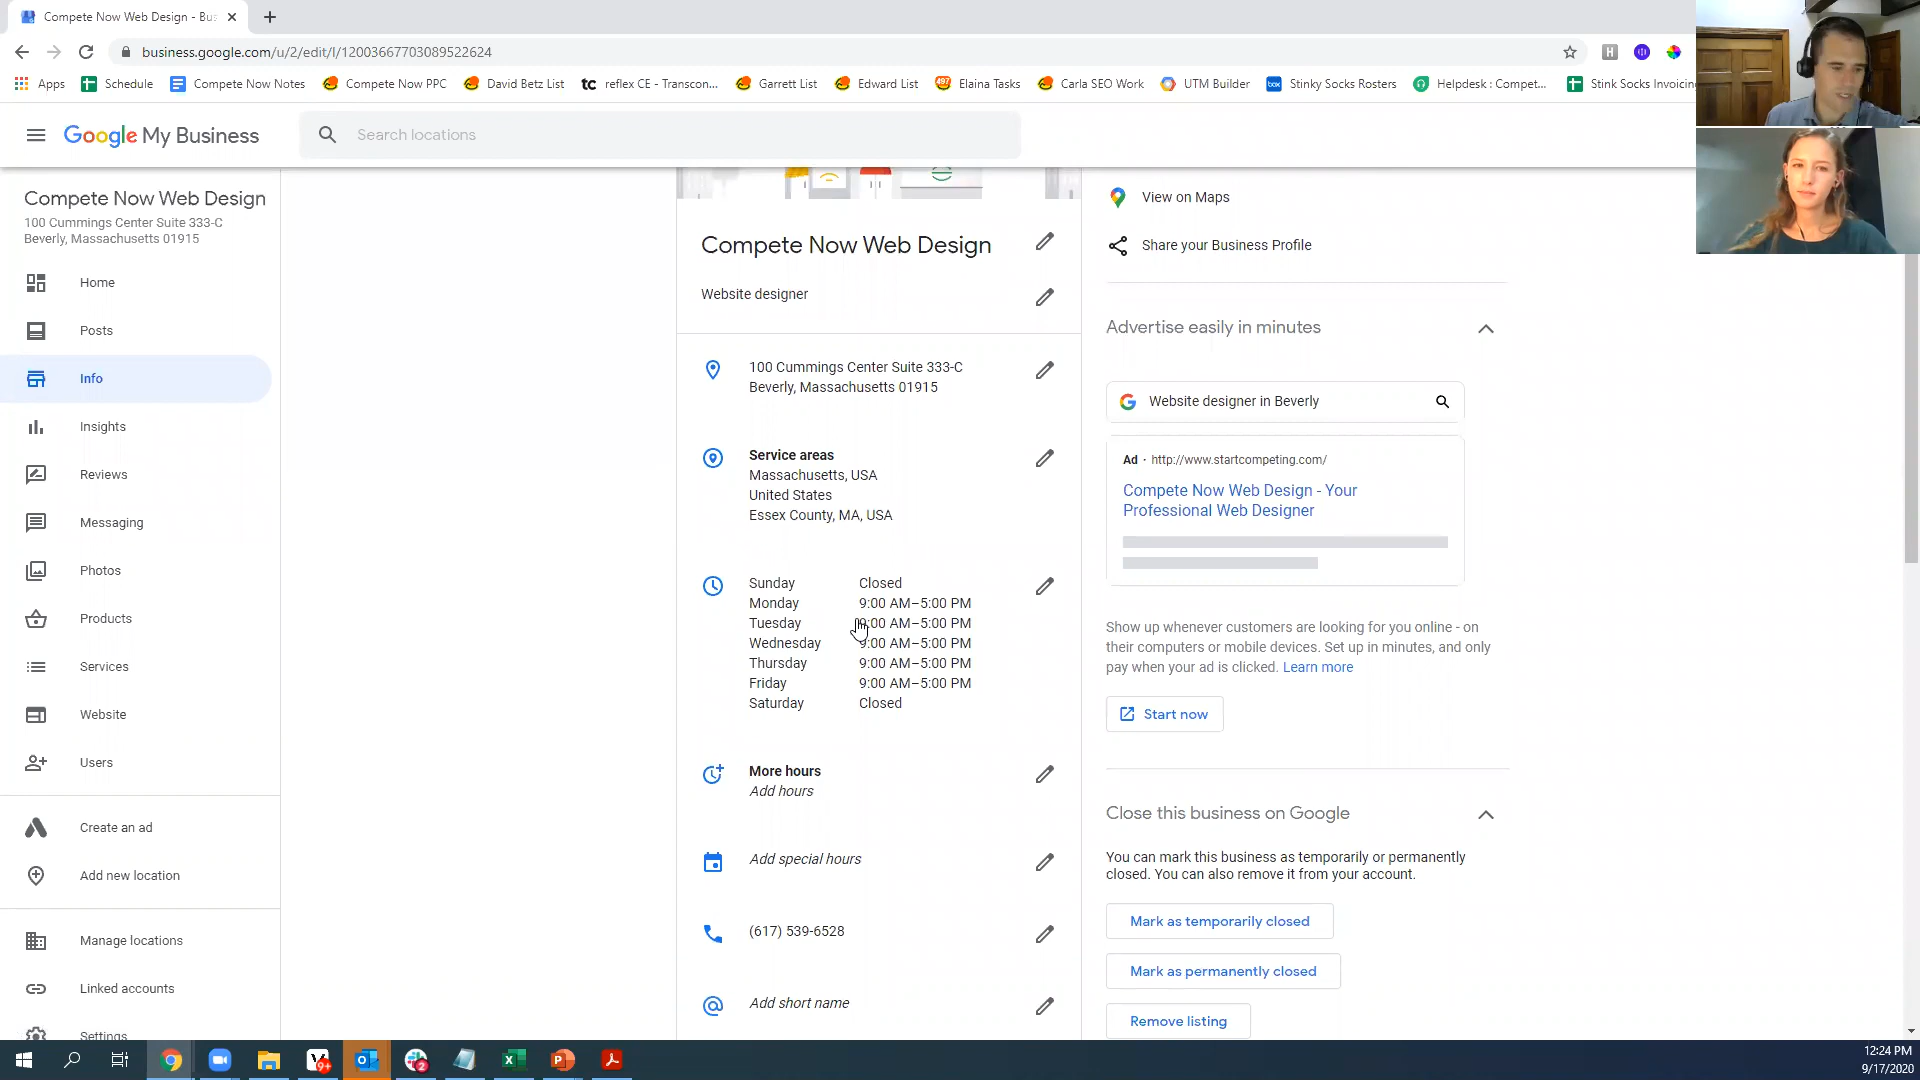 Compete Now Web Design - Bus
business.google.com/u/2/edit/l/12003667703089522624
Apps
Schedule
Compete Now Notes
Compete Now PPC
David Betz List
tc
reflex CE - Transcon...
Garrett List
Edward List
497
Elaina Tasks
Carla SEO Work
UTM Builder
box
Stinky Socks Rosters
Helpdesk : Compet...
Stink Socks Invoicing
H
Google My Business
Search locations
Compete Now Web Design
100 Cummings Center Suite 333-C
Beverly, Massachusetts 01915
Home
Posts
Info
Insights
Reviews
Messaging
Photos
Products
Services
Website
Users
Create an ad
Add new location
Manage locations
Linked accounts
Settings
Compete Now Web Design
Website designer
100 Cummings Center Suite 333-C
Beverly, Massachusetts 01915
Service areas
Massachusetts, USA
United States
Essex County, MA, USA
Sunday Closed
Monday 9:00 AM–5:00 PM
Tuesday 9:00 AM–5:00 PM
Wednesday 9:00 AM–5:00 PM
Thursday 9:00 AM–5:00 PM
Friday 9:00 AM–5:00 PM
Saturday Closed
More hours
Add hours
Add special hours
(617) 539-6528
Add short name
View on Maps
Share your Business Profile
Advertise easily in minutes
Website designer in Beverly
Ad · http://www.startcompeting.com/
Compete Now Web Design - Your
Professional Web Designer
Show up whenever customers are looking for you online - on
their computers or mobile devices. Set up in minutes, and only
pay when your ad is clicked. Learn more
Start now
Close this business on Google
You can mark this business as temporarily or permanently
closed. You can also remove it from your account.
Mark as temporarily closed
Mark as permanently closed
Remove listing
12:24 PM
9/17/2020